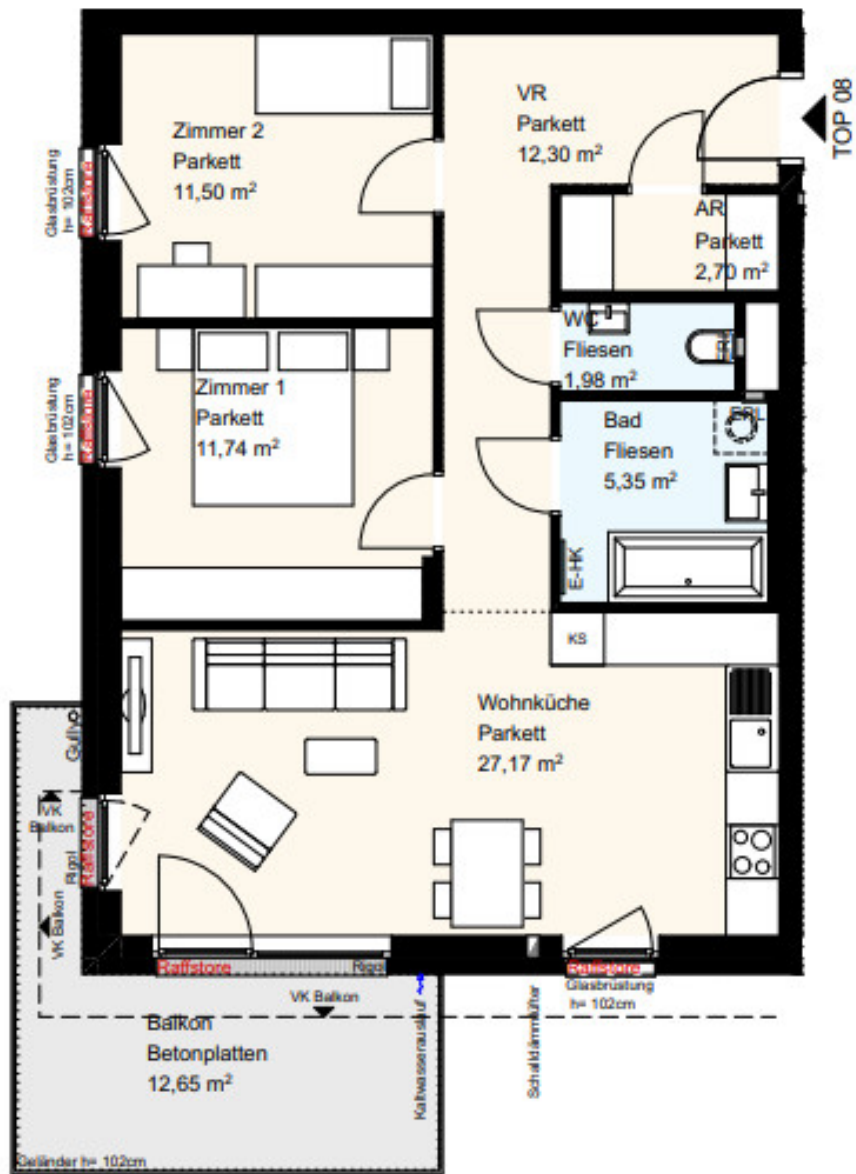 TOP 08
VR
Parkett
12,30 m²
Zimmer 2
Parkett
11,50 m²
Glasbrüstung
h= 102cm
Raffstore
AR
Parkett
2,70 m²
WC
Fliesen
1,98 m²
Zimmer 1
Parkett
11,74 m²
Glasbrüstung
h= 102cm
Raffstore
Bad
Fliesen
5,35 m²
E-HK
KS
Wohnküche
Parkett
27,17 m²
Gully
VK
Balkon
Rigol
Raffstore
VK Balkon
Raffstore
Rigol
Raffstore
Glasbrüstung
h= 102cm
VK Balkon
Balkon
Betonplatten
12,65 m²
Kaltwasserauslauf
Schalldämmlüfter
Geländer h= 102cm